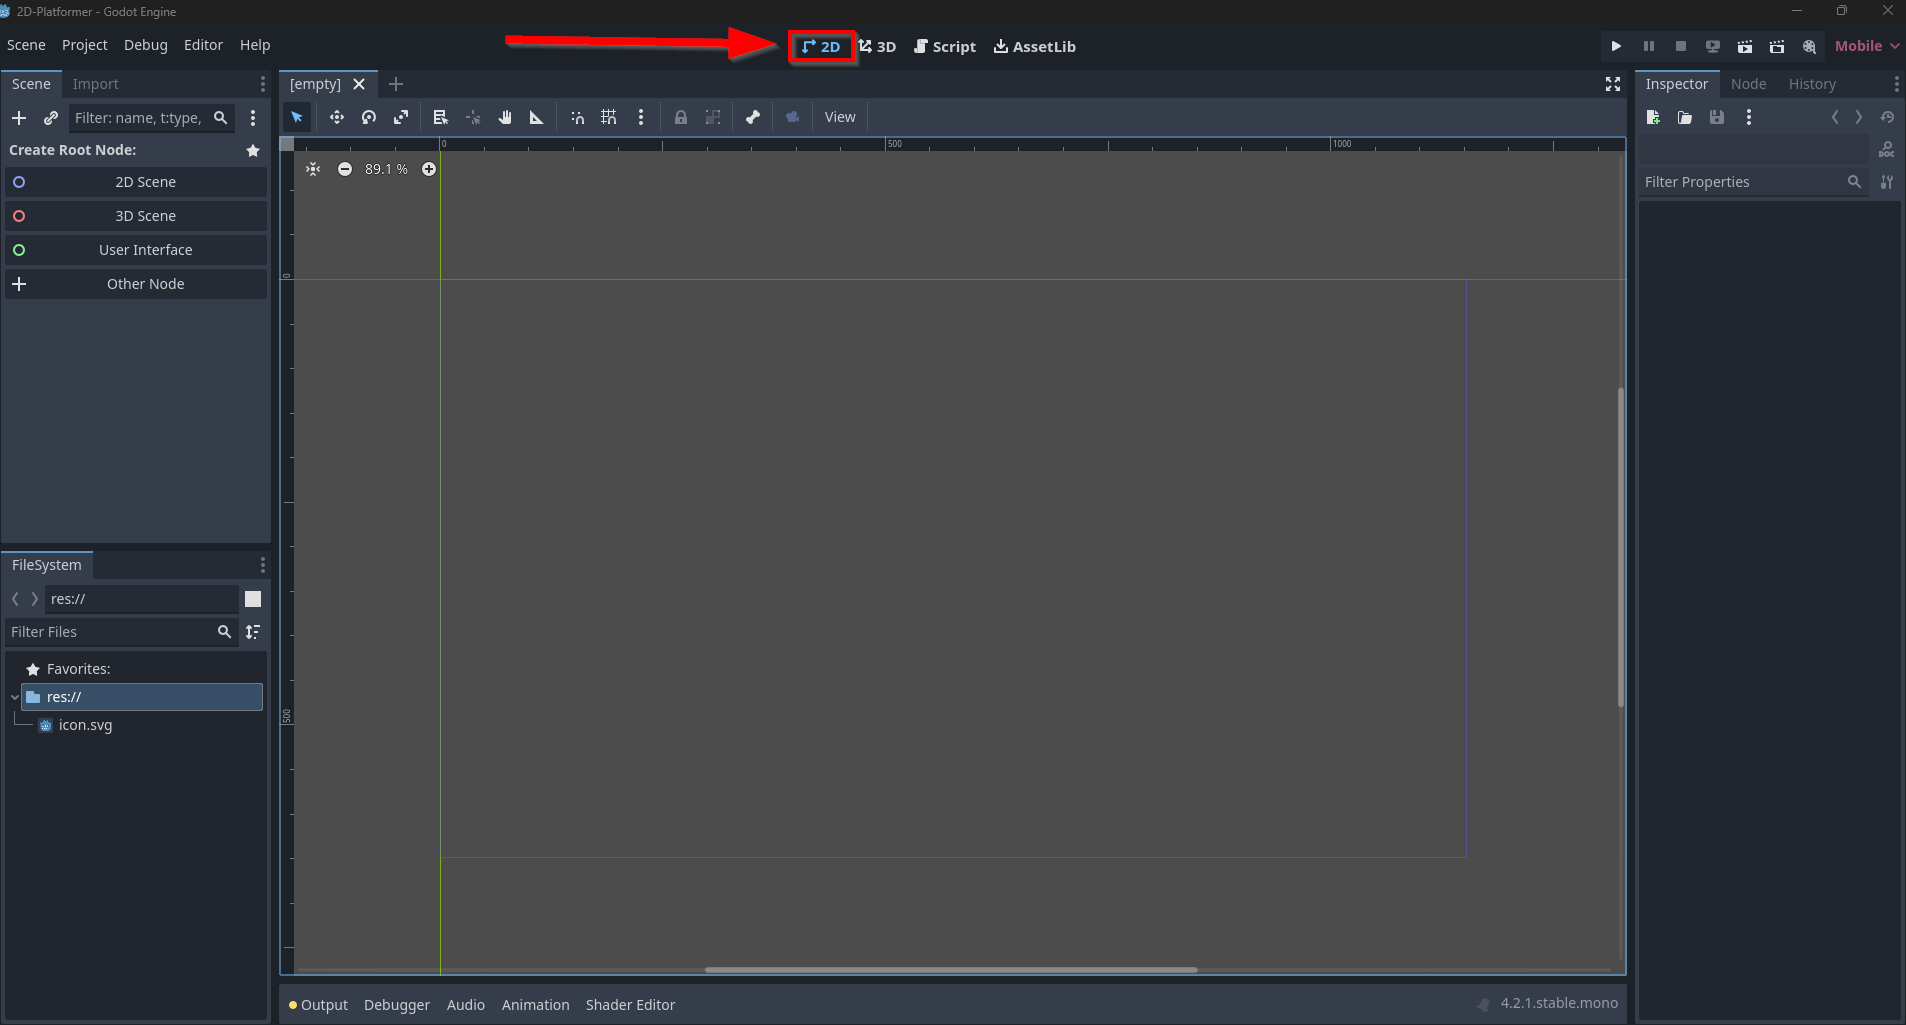 2D-Platformer - Godot Engine
Scene Project Debug Editor Help
2D 3D Script AssetLib
Mobile
Scene Import
[empty]
Inspector Node History
Filter: name, t:type,
View
Create Root Node:
2D Scene
3D Scene
User Interface
Other Node
0 500 1000
89.1 %
0
500
DOC
Filter Properties
FileSystem
res://
Filter Files
Favorites:
res://
icon.svg
Output Debugger Audio Animation Shader Editor
4.2.1.stable.mono